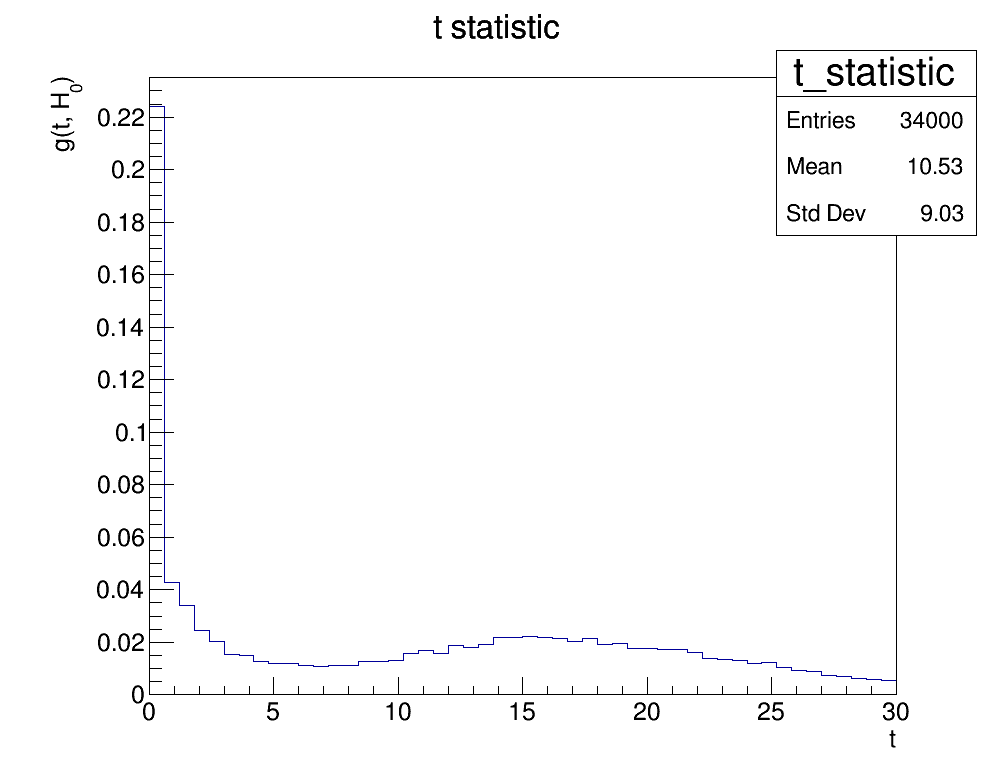 t statistic
t_statistic
Entries 34000
Mean 10.53
Std Dev 9.03
g(t, H0)
0.22
0.2
0.18
0.16
0.14
0.12
0.1
0.08
0.06
0.04
0.02
0
0 5 10 15 20 25 30
t